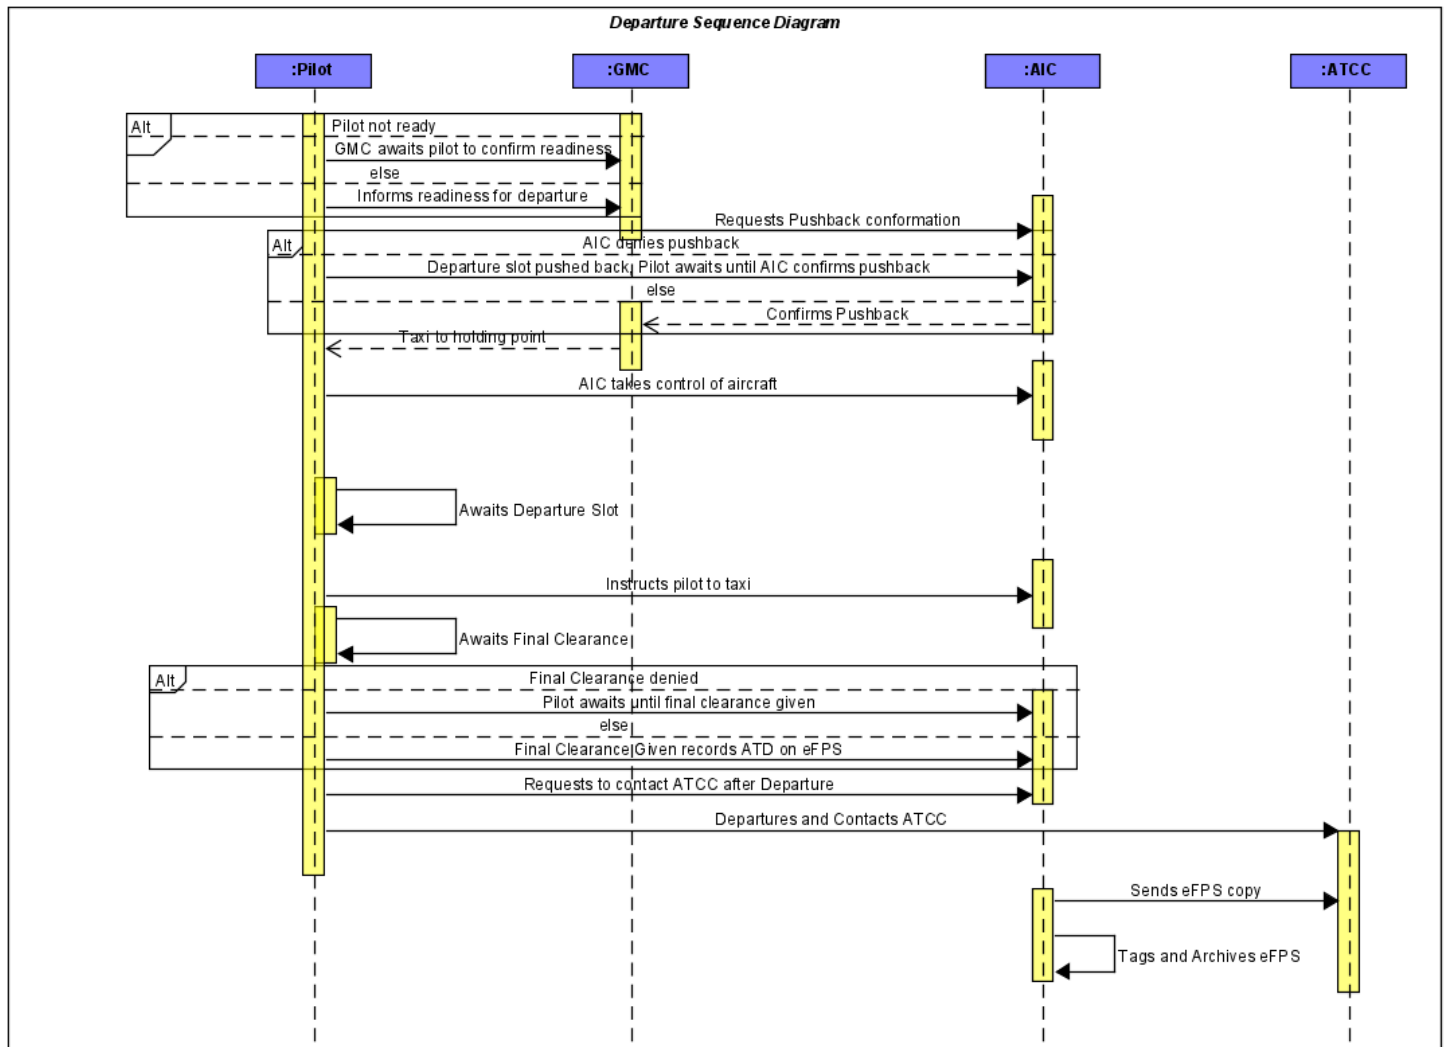 Departure Sequence Diagram
:Pilot
:GMC
:AIC
:ATCC
Alt
Pilot not ready
GMC awaits pilot to confirm readiness
else
Informs readiness for departure
Requests Pushback conformation
Alt
AIC denies pushback
Departure slot pushed back, Pilot awaits until AIC confirms pushback
else
Confirms Pushback
Taxi to holding point
AIC takes control of aircraft
Awaits Departure Slot
Instructs pilot to taxi
Awaits Final Clearance
Alt
Final Clearance denied
Pilot awaits until final clearance given
else
Final Clearance Given records ATD on eFPS
Requests to contact ATCC after Departure
Departures and Contacts ATCC
Sends eFPS copy
Tags and Archives eFPS